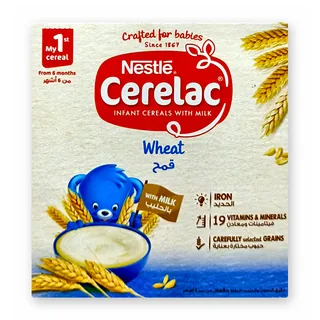 Crafted for babies
Since 1867
My 1st cereal
From 6 months
من 6 أشهر
Nestlé
Cerelac
INFANT CEREALS WITH MILK
Wheat
قمح
WITH MILK
بالحليب
IRON
الحديد
19 VITAMINS & MINERALS
فيتامينات ومعادن
CAREFULLY selected GRAINS
حبوب مختارة بعناية